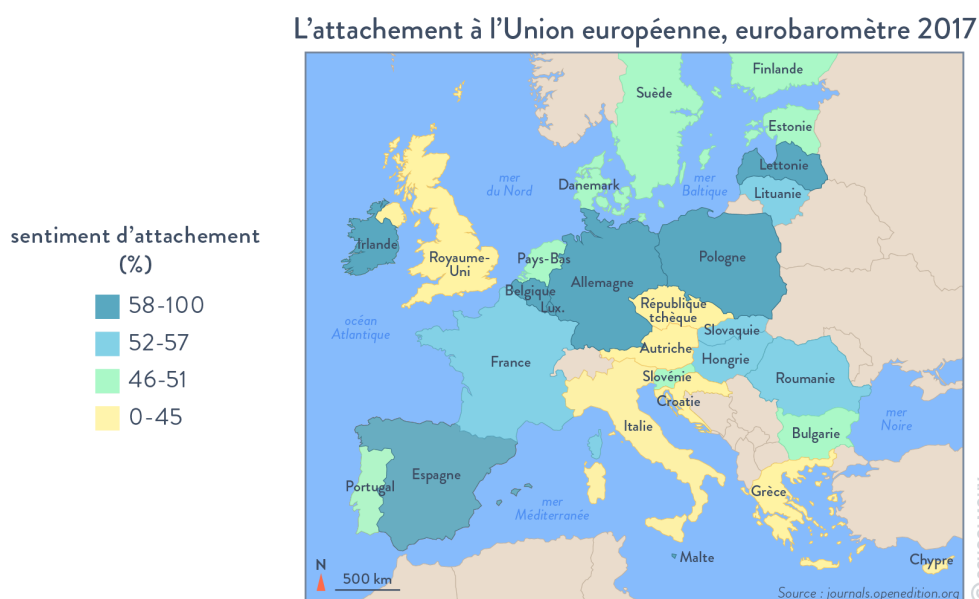 L'attachement à l'Union européenne, eurobaromètre 2017
sentiment d'attachement
(%)
58-100
52-57
46-51
0-45
Finlande
Suède
Estonie
Lettonie
mer
du Nord
mer
Baltique
Danemark
Lituanie
Irlande
Royaume-
Uni
Pays-Bas
Pologne
Belgique
Allemagne
Lux.
République
tchèque
océan
Atlantique
Slovaquie
Autriche
France
Hongrie
Slovénie
Roumanie
Croatie
mer
Noire
Italie
Bulgarie
Espagne
Portugal
Grèce
mer
Méditerranée
Malte
Chypre
N
500 km
Source : journals.openedition.org